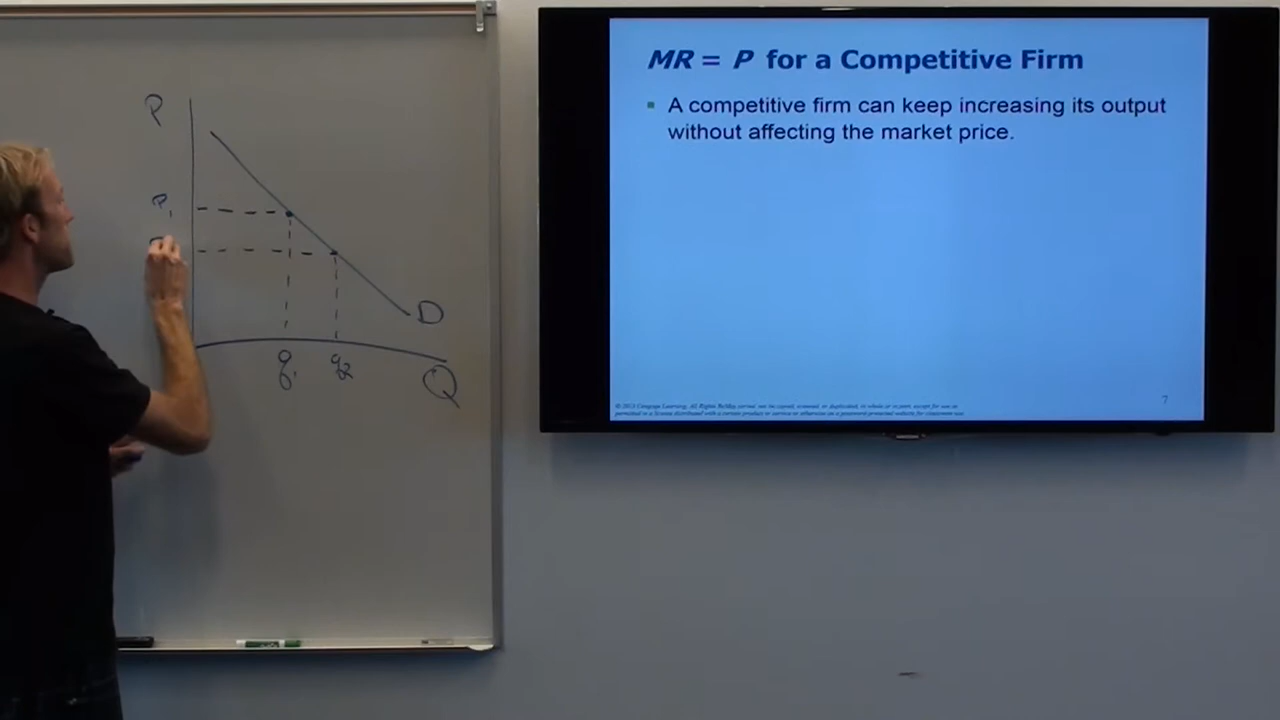 P
P1
D
q1 q2
Q
MR = P for a Competitive Firm
▪ A competitive firm can keep increasing its output
without affecting the market price.
7